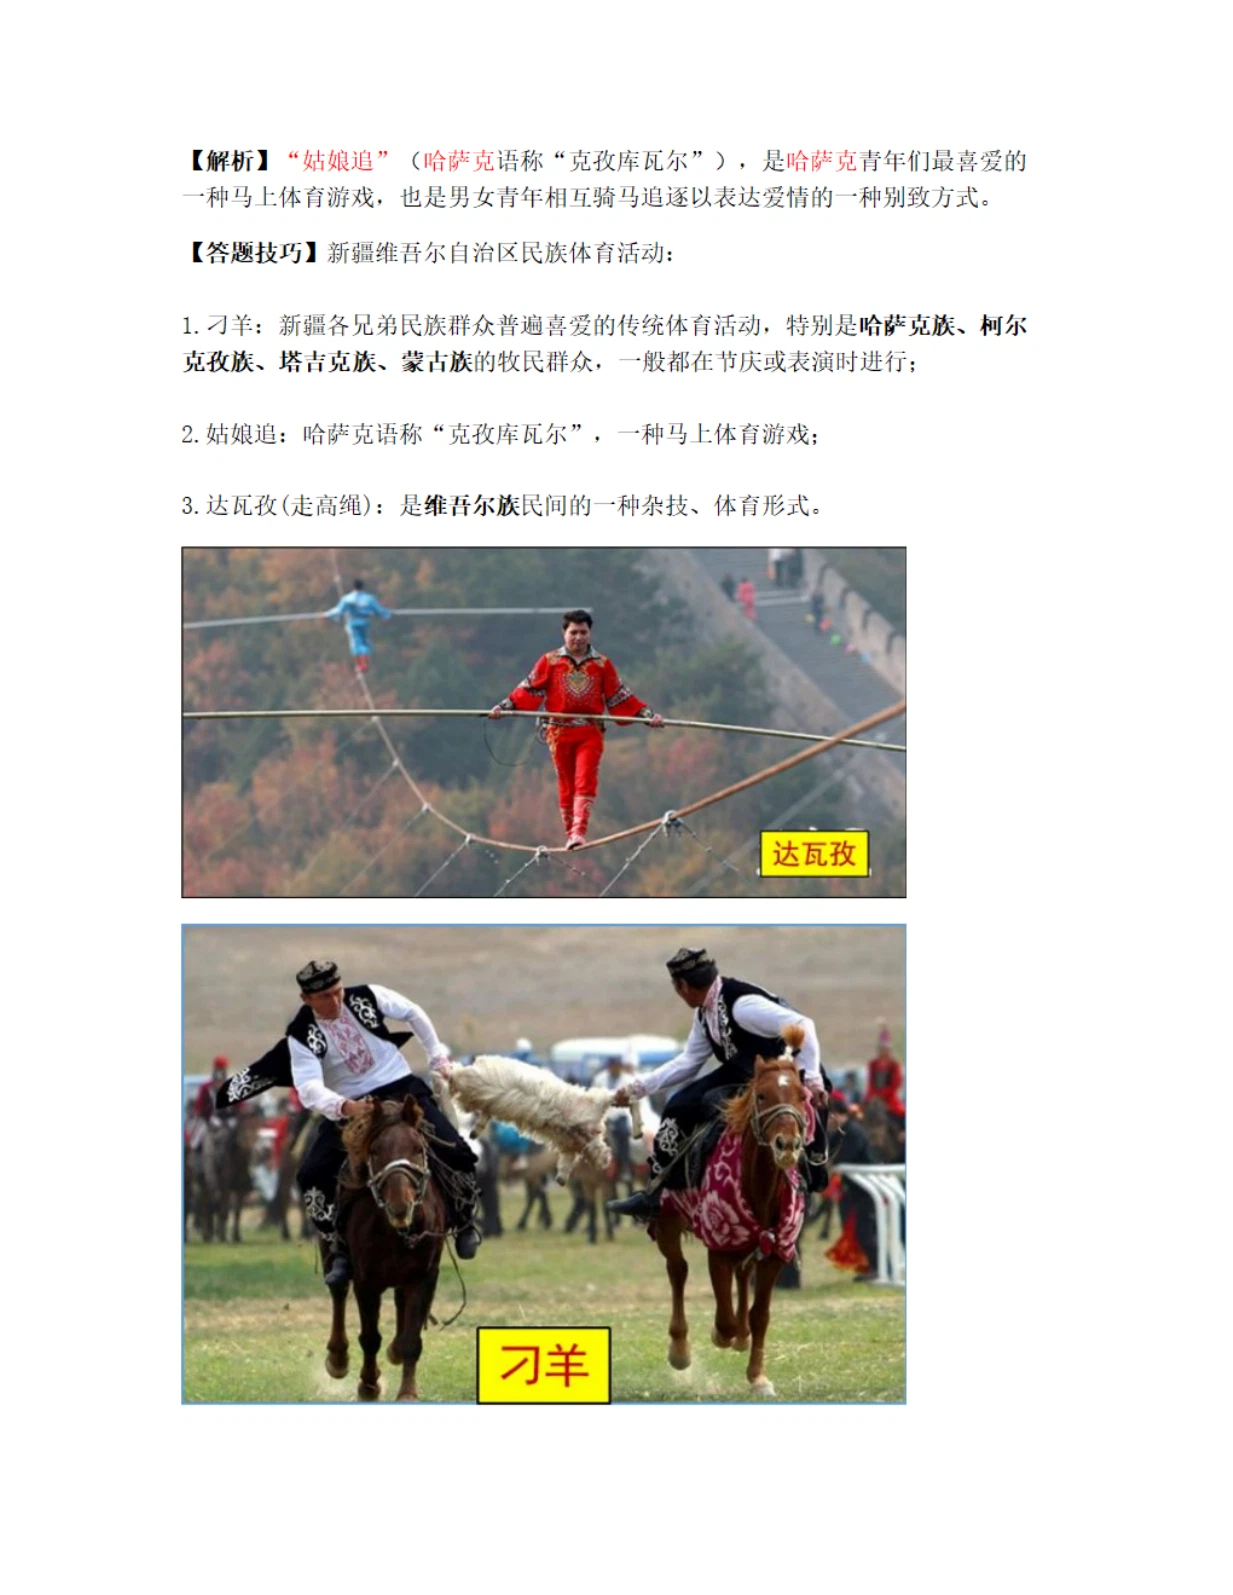 【解析】“姑娘追”（哈萨克语称“克孜库瓦尔”），是哈萨克青年们最喜爱的
一种马上体育游戏，也是男女青年相互骑马追逐以表达爱情的一种别致方式。
【答题技巧】新疆维吾尔自治区民族体育活动：
1.刁羊：新疆各兄弟民族群众普遍喜爱的传统体育活动，特别是哈萨克族、柯尔
克孜族、塔吉克族、蒙古族的牧民群众，一般都在节庆或表演时进行；
2.姑娘追：哈萨克语称“克孜库瓦尔”，一种马上体育游戏；
3.达瓦孜(走高绳)：是维吾尔族民间的一种杂技、体育形式。
达瓦孜
刁羊